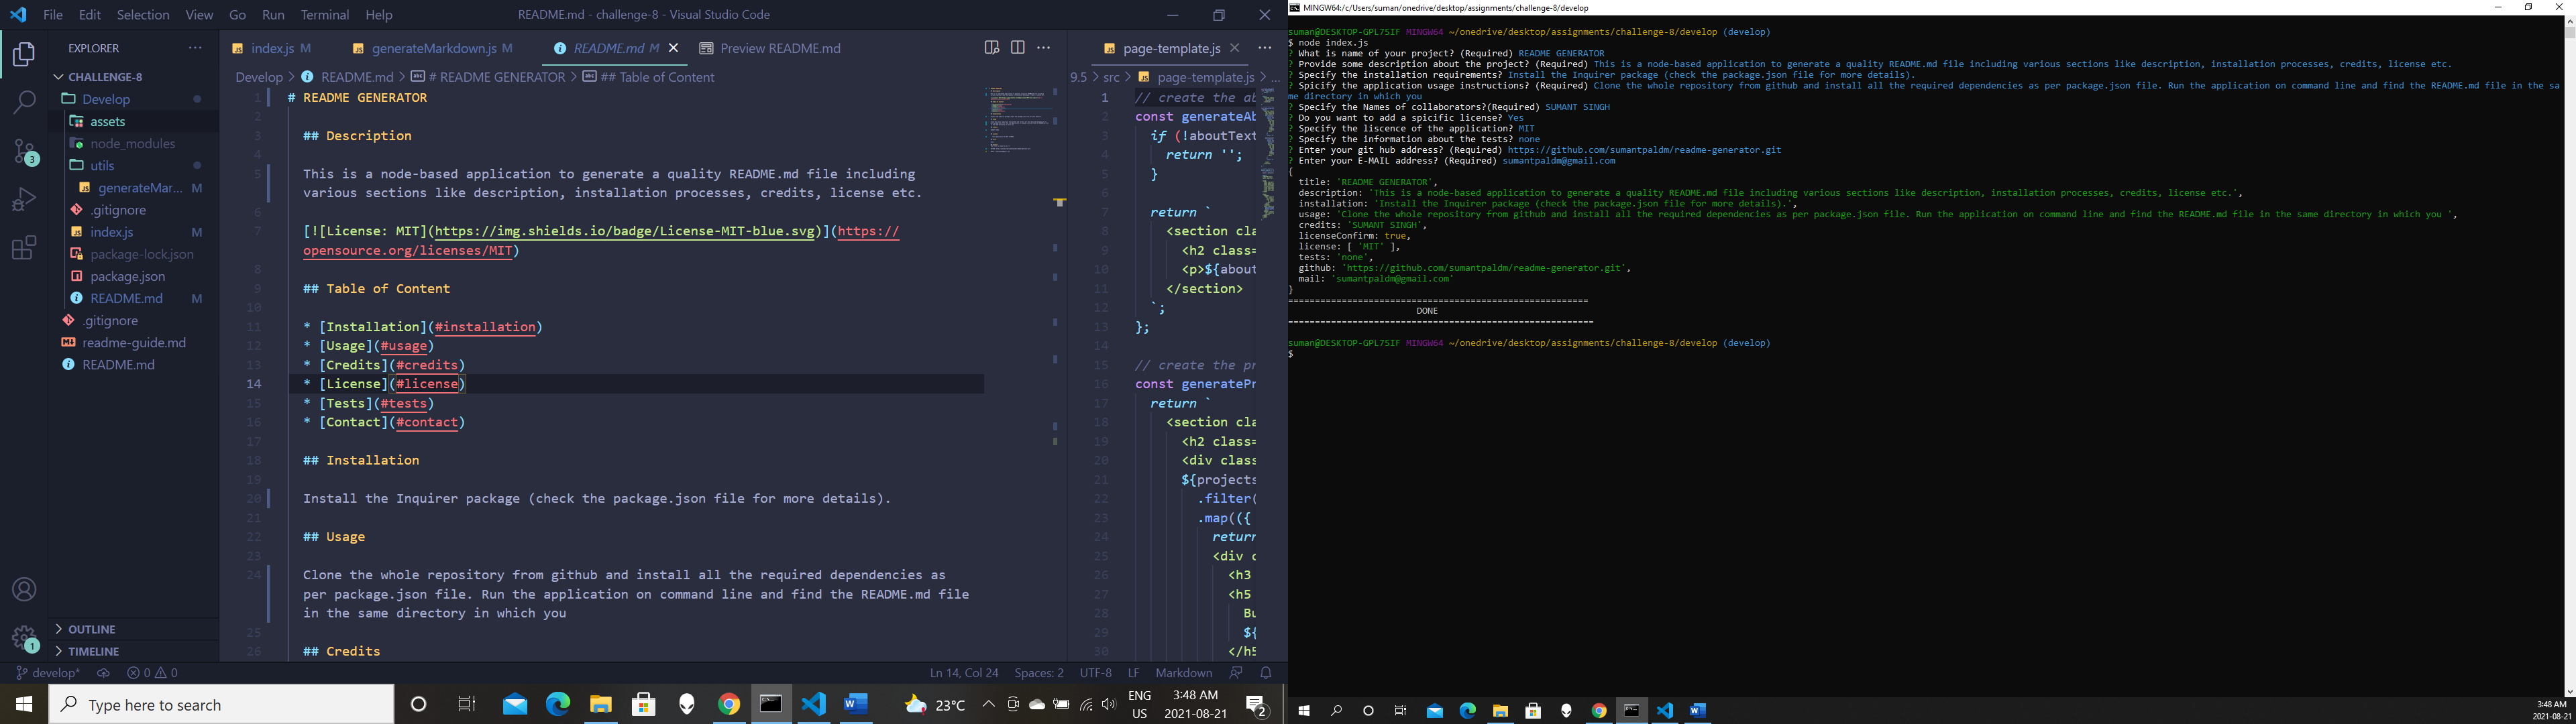 File Edit Selection View Go Run Terminal Help
README.md - challenge-8 - Visual Studio Code
EXPLORER
CHALLENGE-8
Develop
assets
node_modules
utils
generateMar... M
.gitignore
index.js M
package-lock.json
package.json
README.md M
.gitignore
readme-guide.md
README.md
OUTLINE
TIMELINE
3
1
index.js M generateMarkdown.js M README.md M Preview README.md
Develop > README.md > # README GENERATOR > ## Table of Content
1 # README GENERATOR
2
3 ## Description
4
5 This is a node-based application to generate a quality README.md file including
various sections like description, installation processes, credits, license etc.
6
7 [![License: MIT](https://img.shields.io/badge/License-MIT-blue.svg)](https://
opensource.org/licenses/MIT)
8
9 ## Table of Content
10
11 * [Installation](#installation)
12 * [Usage](#usage)
13 * [Credits](#credits)
14 * [License](#license)
15 * [Tests](#tests)
16 * [Contact](#contact)
17
18 ## Installation
19
20 Install the Inquirer package (check the package.json file for more details).
21
22 ## Usage
23
24 Clone the whole repository from github and install all the required dependencies as
per package.json file. Run the application on command line and find the README.md file
in the same directory in which you
25
26 ## Credits
page-template.js
9.5 > src > page-template.js > ...
1 // create the ab
2 const generateAb
3 if (!aboutText
4 return '';
5 }
6
7 return `
8 <section cla
9 <h2 class=
10 <p>${about
11 </section>
12 `;
13 };
14
15 // create the pr
16 const generatePr
17 return `
18 <section cla
19 <h2 class=
20 <div class
21 ${projects
22 .filter(
23 .map(({
24 return
25 <div c
26 <h3
27 <h5
28 Bu
29 ${
30 </h5
develop* 0 0
Ln 14, Col 24 Spaces: 2 UTF-8 LF Markdown
Type here to search
23°C
ENG
US
3:48 AM
2021-08-21
2
MINGW64:/c/Users/suman/onedrive/desktop/assignments/challenge-8/develop
suman@DESKTOP-GPL75IF MINGW64 ~/onedrive/desktop/assignments/challenge-8/develop (develop)
$ node index.js
? What is name of your project? (Required) README GENERATOR
? Provide some description about the project? (Required) This is a node-based application to generate a quality README.md file including various sections like description, installation processes, credits, license etc.
? Specify the installation requirements? Install the Inquirer package (check the package.json file for more details).
? Spicify the application usage instructions? (Required) Clone the whole repository from github and install all the required dependencies as per package.json file. Run the application on command line and find the README.md file in the sa
me directory in which you
? Specify the Names of collaborators?(Required) SUMANT SINGH
? Do you want to add a spicific license? Yes
? Specify the liscence of the application? MIT
? Specify the information about the tests? none
? Enter your git hub address? (Required) https://github.com/sumantpaldm/readme-generator.git
? Enter your E-MAIL address? (Required) sumantpaldm@gmail.com
{
title: 'README GENERATOR',
description: 'This is a node-based application to generate a quality README.md file including various sections like description, installation processes, credits, license etc.',
installation: 'Install the Inquirer package (check the package.json file for more details).',
usage: 'Clone the whole repository from github and install all the required dependencies as per package.json file. Run the application on command line and find the README.md file in the same directory in which you ',
credits: 'SUMANT SINGH',
licenseConfirm: true,
license: [ 'MIT' ],
tests: 'none',
github: 'https://github.com/sumantpaldm/readme-generator.git',
mail: 'sumantpaldm@gmail.com'
}
=========================================================
DONE
==========================================================
suman@DESKTOP-GPL75IF MINGW64 ~/onedrive/desktop/assignments/challenge-8/develop (develop)
$
3:48 AM
2021-08-21